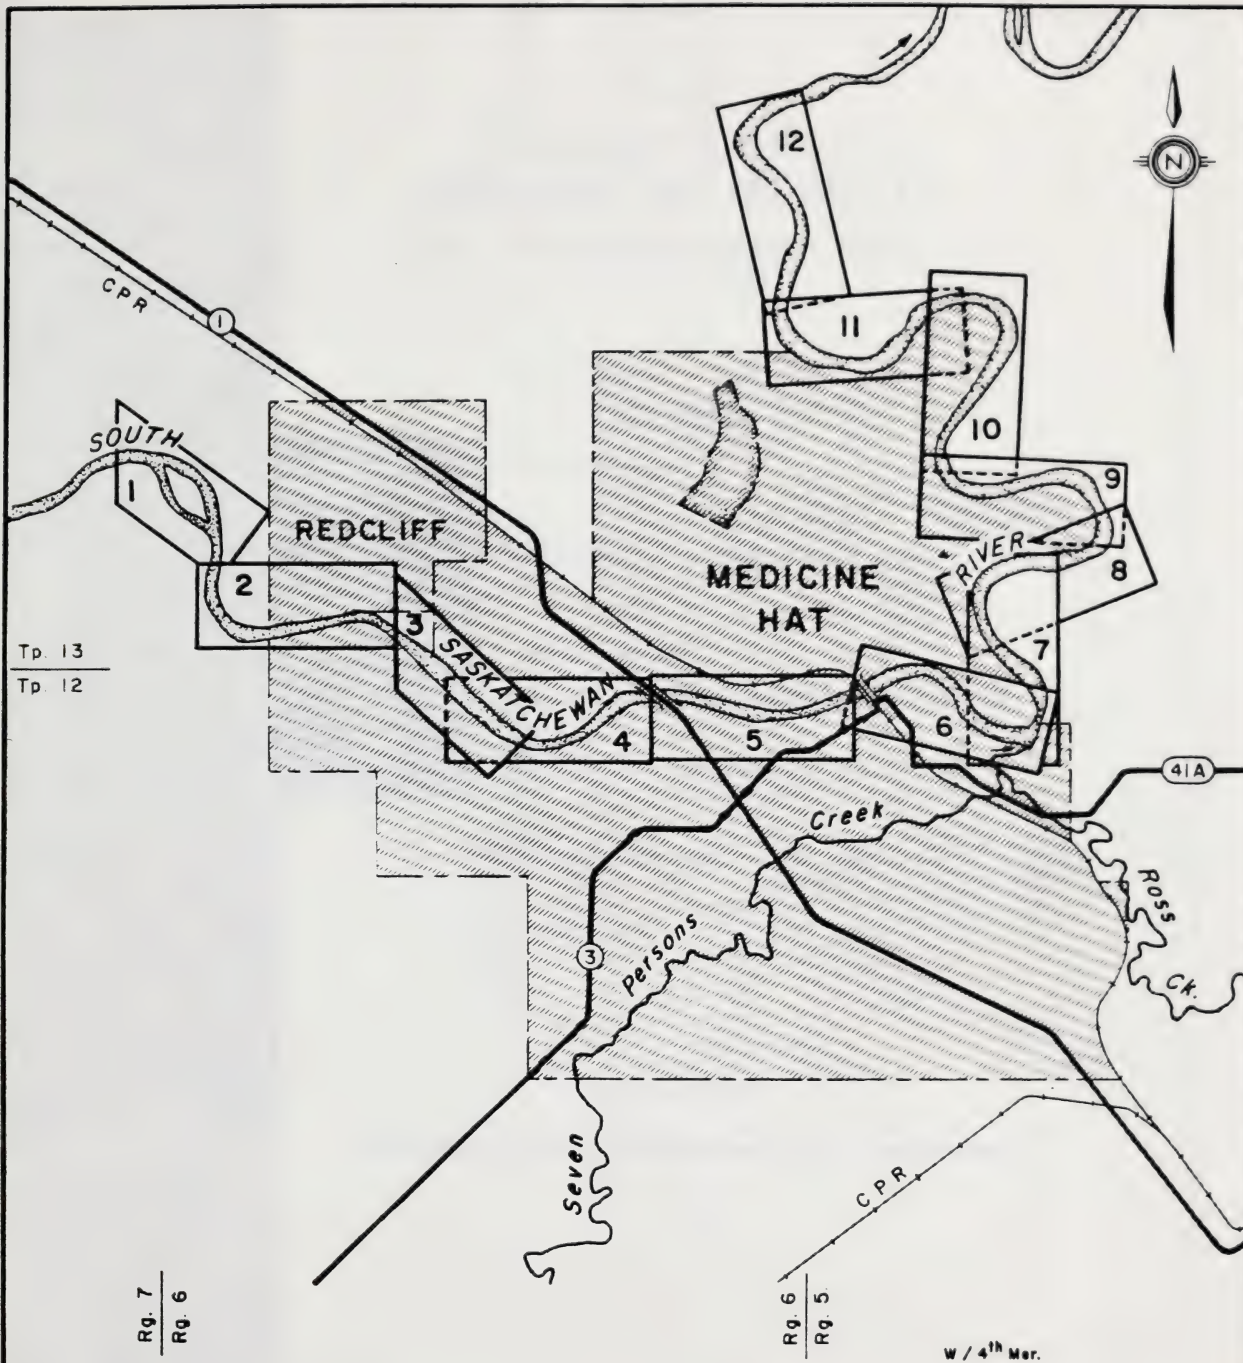 12
N
CPR
1
11
SOUTH
1
10
9
REDCLIFF
RIVER
8
2
MEDICINE
HAT
3
7
Tp. 13
Tp. 12
SASKATCHEWAN
4
5
6
41A
Creek
Ross
Ck.
Persons
3
Seven
CPR
Rg. 7
Rg. 6
Rg. 6
Rg. 5
W / 4th Mer.